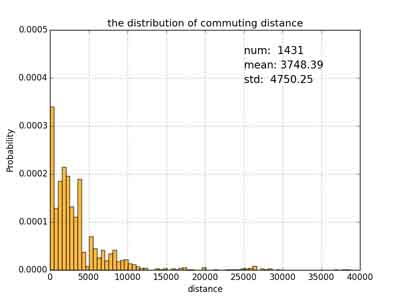 the distribution of commuting distance
0.0005
num: 1431
mean: 3748.39
std: 4750.25
0.0004
0.0003
Probability
0.0002
0.0001
0.0000
0 5000 10000 15000 20000 25000 30000 35000 40000
distance